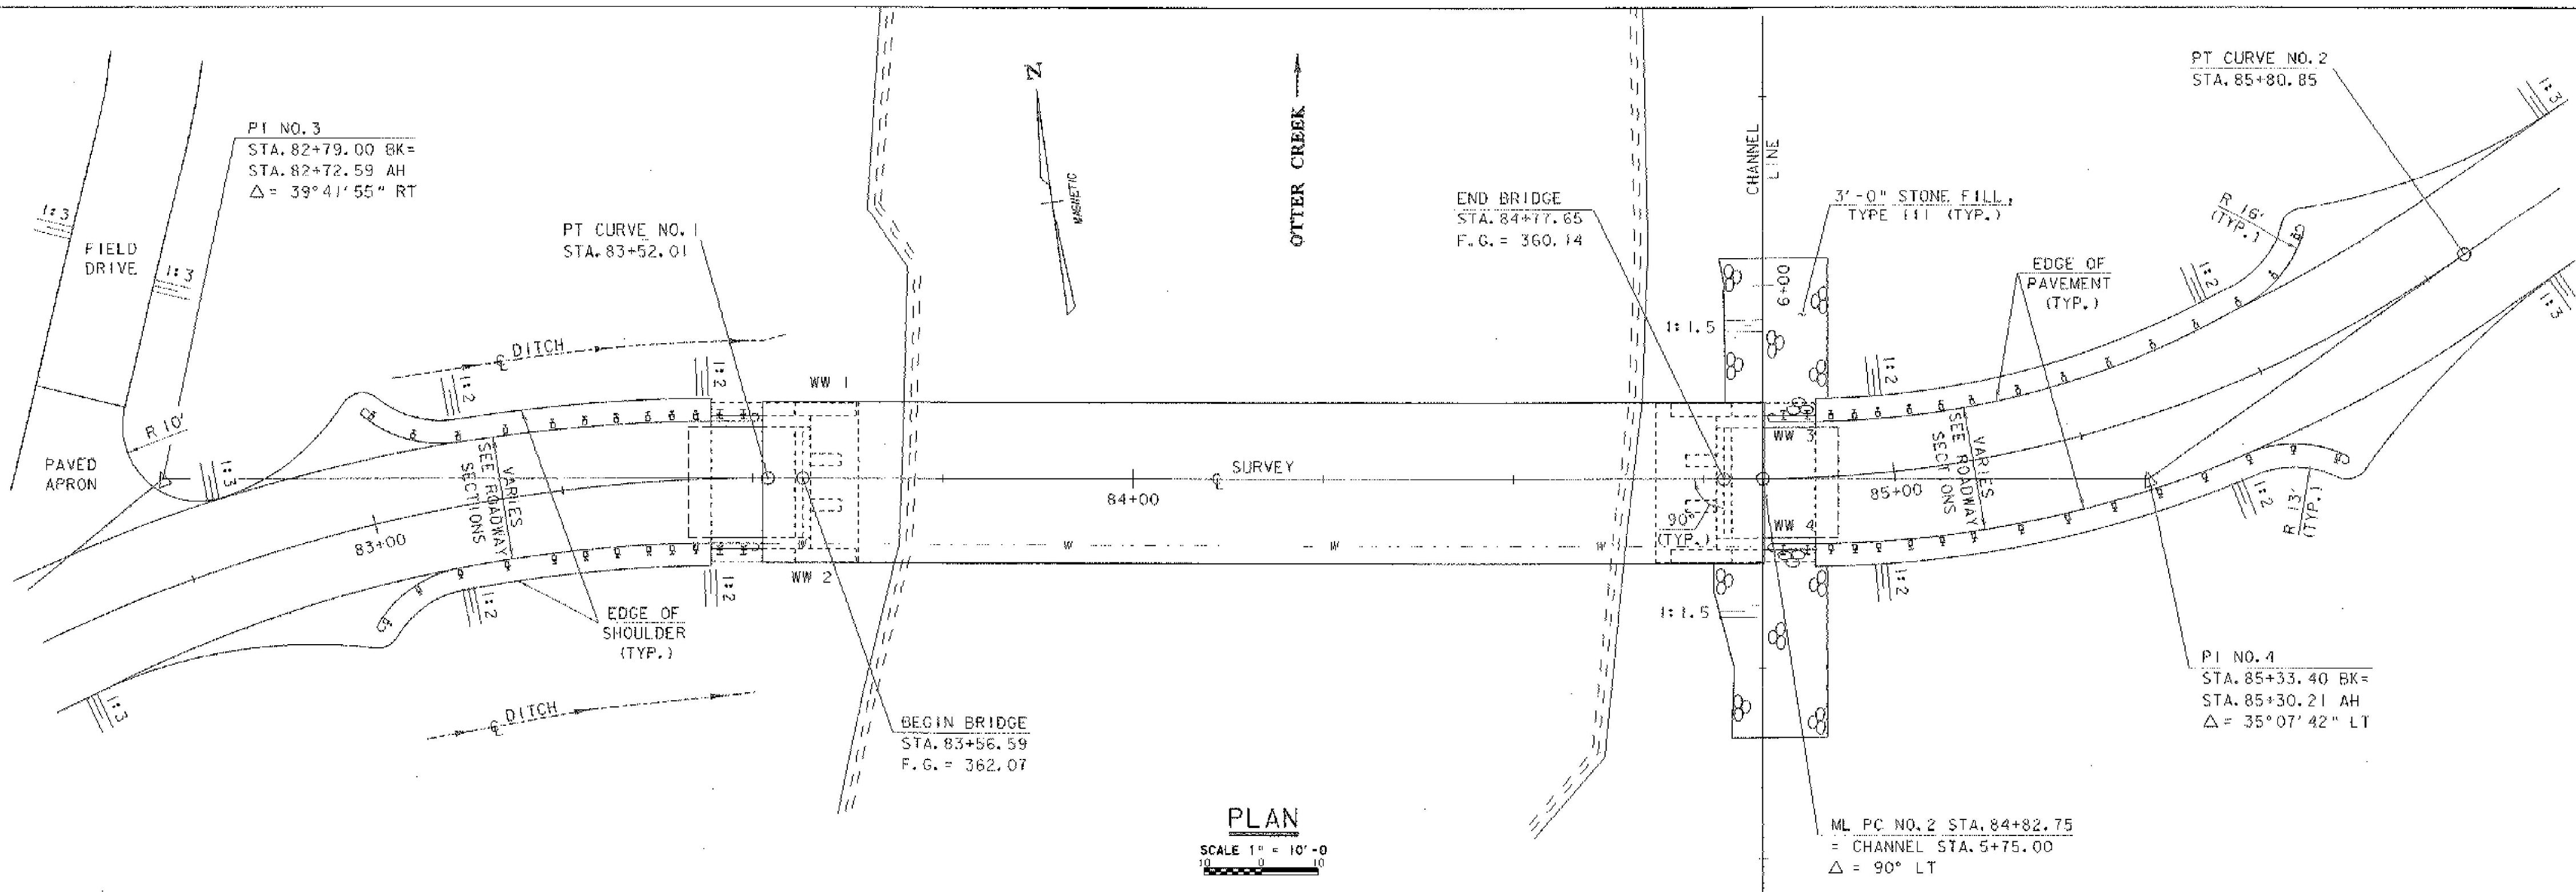 PI NO. 3
STA. 82+79.00 BK=
STA. 82+72.59 AH
Δ = 39°41'55" RT
1:3
FIELD
DRIVE
1:3
R 10'
PAVED
APRON
1:3
PT CURVE NO. 1
STA. 83+52.01
℄ DITCH
1:2
1:2
WW 1
83+00
VARIES
SEE ROADWAY
SECTIONS
WW 2
1:2
1:2
EDGE OF
SHOULDER
(TYP.)
℄ DITCH
1:3
BEGIN BRIDGE
STA. 83+56.59
F.G. = 362.07
N
MAGNETIC
OTTER CREEK
84+00
℄
SURVEY
W
W
W
W
END BRIDGE
STA. 84+77.65
F.G. = 360.14
CHANNEL
LINE
3'-0" STONE FILL,
TYPE III (TYP.)
6+00
1:1.5
1:1.5
90°
(TYP.)
WW 3
WW 4
85+00
1:2
1:2
VARIES
SEE ROADWAY
SECTIONS
EDGE OF
PAVEMENT
(TYP.)
1:2
R 16'
(TYP.)
PT CURVE NO. 2
STA. 85+80.85
1:3
1:3
1:2
R 13'
(TYP.)
PI NO. 4
STA. 85+33.40 BK=
STA. 85+30.21 AH
Δ = 35°07'42" LT
ML PC NO. 2 STA. 84+82.75
= CHANNEL STA. 5+75.00
Δ = 90° LT
PLAN
SCALE 1" = 10'-0
10 0 10